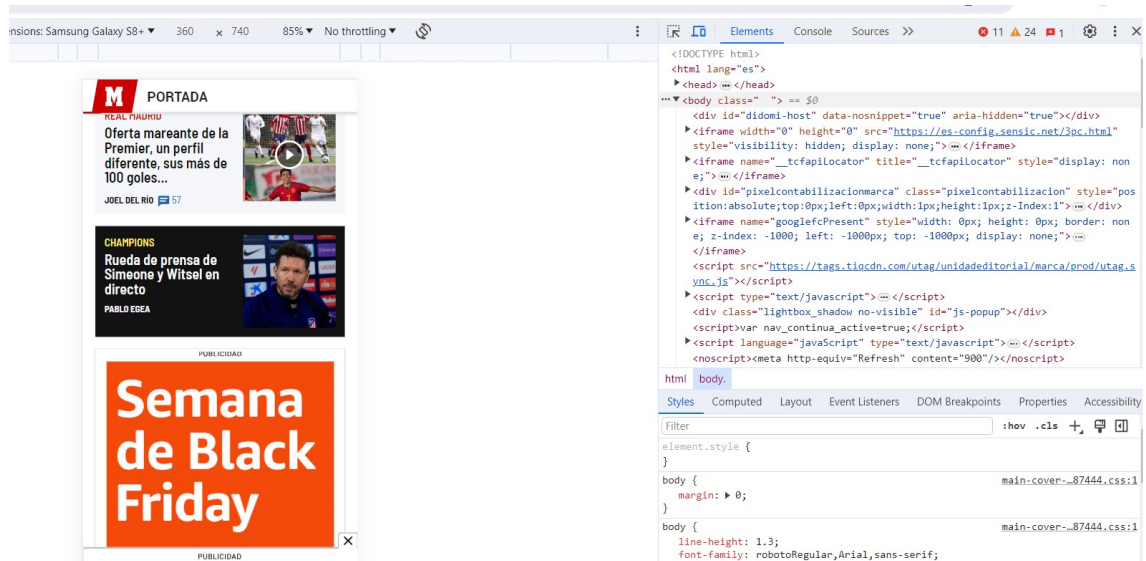 ensions: Samsung Galaxy S8+ ▼ 360 x 740 85% ▼ No throttling ▼
Elements Console Sources >> 11 24 1
M PORTADA
REAL MADRID
Oferta mareante de la
Premier, un perfil
diferente, sus más de
100 goles...
JOEL DEL RÍO 57
CHAMPIONS
Rueda de prensa de
Simeone y Witsel en
directo
PABLO EGEA
PUBLICIDAD
Semana
de Black
Friday
PUBLICIDAD
<!DOCTYPE html>
<html lang="es">
<head> … </head>
<body class="  "> == $0
<div id="didomi-host" data-nosnippet="true" aria-hidden="true"></div>
<iframe width="0" height="0" src="https://es-config.sensic.net/3pc.html"
style="visibility: hidden; display: none;"> … </iframe>
<iframe name="__tcfapiLocator" title="__tcfapiLocator" style="display: non
e;"> … </iframe>
<div id="pixelcontabilizacionmarca" class="pixelcontabilizacion" style="pos
ition:absolute;top:0px;left:0px;width:1px;height:1px;z-Index:1"> … </div>
<iframe name="googlefcPresent" style="width: 0px; height: 0px; border: non
e; z-index: -1000; left: -1000px; top: -1000px; display: none;"> …
</iframe>
<script src="https://tags.tiqcdn.com/utag/unidadeditorial/marca/prod/utag.s
ync.js"></script>
<script type="text/javascript"> … </script>
<div class="lightbox_shadow no-visible" id="js-popup"></div>
<script>var nav_continua_active=true;</script>
<script language="javaScript" type="text/javascript"> … </script>
<noscript><meta http-equiv="Refresh" content="900"/></noscript>
html body.
Styles Computed Layout Event Listeners DOM Breakpoints Properties Accessibility
Filter :hov .cls +
element.style {
}
body { main-cover-…87444.css:1
margin: ▶ 0;
}
body { main-cover-…87444.css:1
line-height: 1.3;
font-family: robotoRegular,Arial,sans-serif;